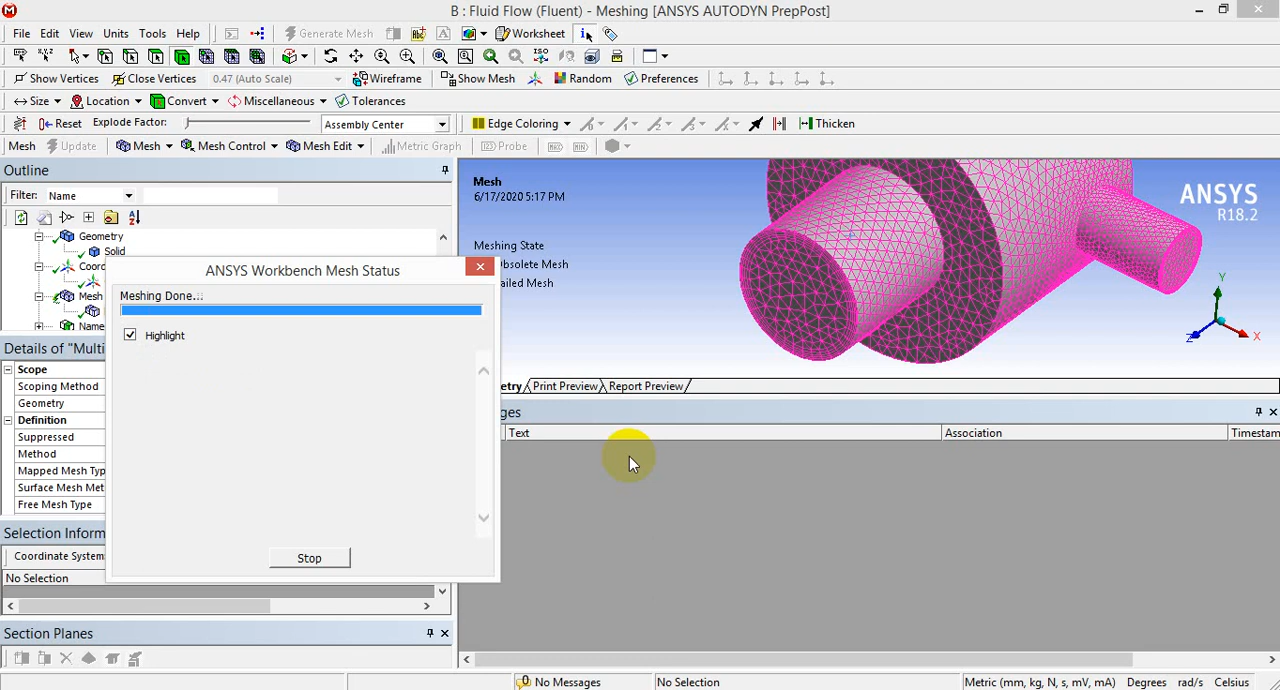 B : Fluid Flow (Fluent) - Meshing [ANSYS AUTODYN PrepPost]
File Edit View Units Tools Help Generate Mesh Worksheet
Show Vertices Close Vertices 0.47 (Auto Scale) Wireframe Show Mesh Random Preferences
Size Location Convert Miscellaneous Tolerances
Reset Explode Factor: Assembly Center Edge Coloring Thicken
Mesh Update Mesh Mesh Control Mesh Edit Metric Graph Probe
Outline
Filter: Name
Geometry
Solid
Coord
Mesh
Name
Details of "Multi
Scope
Scoping Method
Geometry
Definition
Suppressed
Method
Mapped Mesh Typ
Surface Mesh Met
Free Mesh Type
Selection Inform
Coordinate System
No Selection
Section Planes
ANSYS Workbench Mesh Status
Meshing Done.::
Highlight
Stop
Mesh
6/17/2020 5:17 PM
Meshing State
bsolete Mesh
ailed Mesh
ANSYS
R18.2
Y
Z
X
etry Print Preview Report Preview
ges
Text Association Timestam
No Messages No Selection Metric (mm, kg, N, s, mV, mA) Degrees rad/s Celsius